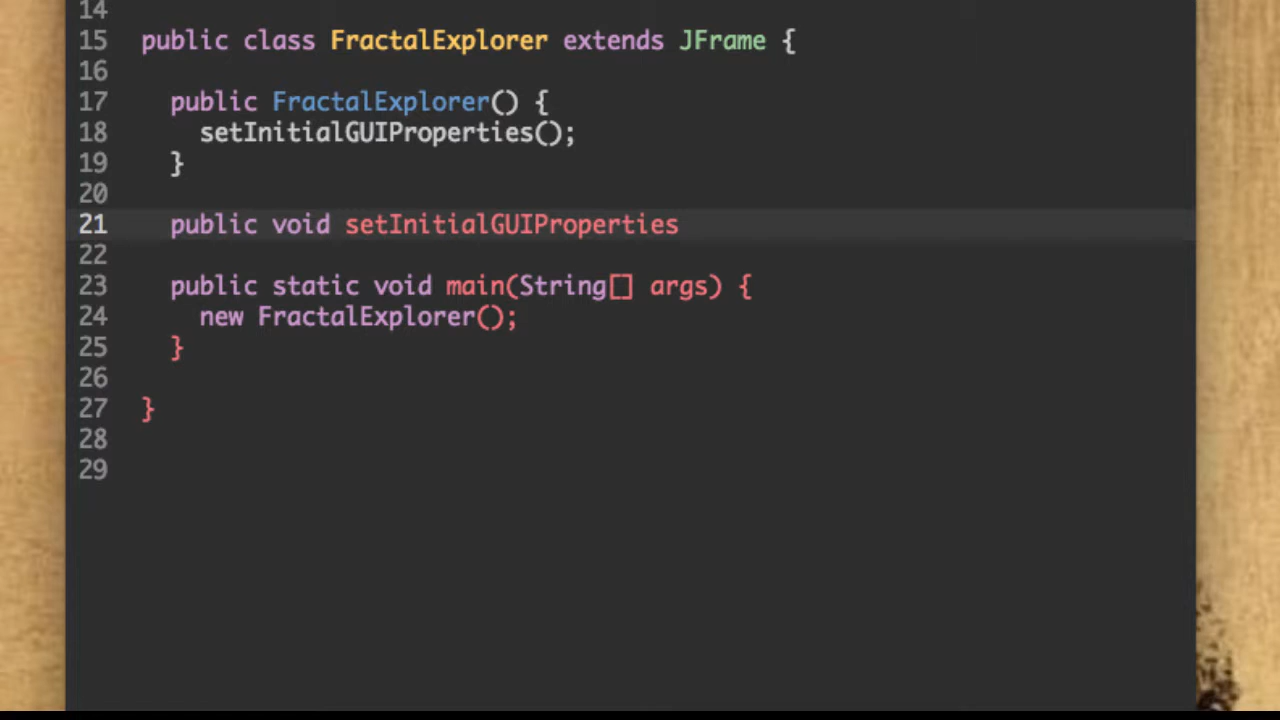 14
15 public class FractalExplorer extends JFrame {
16
17 public FractalExplorer() {
18 setInitialGUIProperties();
19 }
20
21 public void setInitialGUIProperties
22
23 public static void main(String[] args) {
24 new FractalExplorer();
25 }
26
27 }
28
29